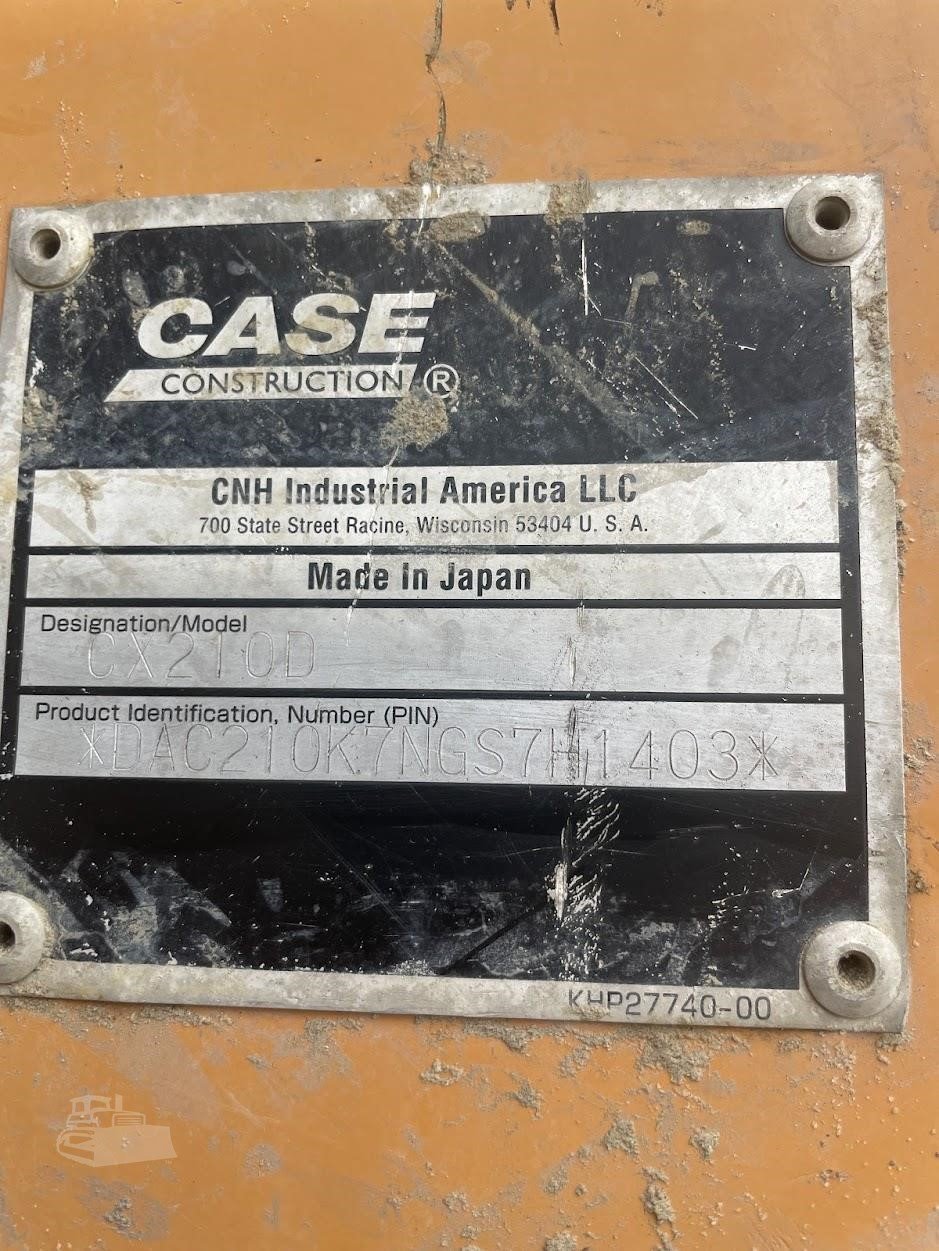 CASE
CONSTRUCTION ®
CNH Industrial America LLC
700 State Street Racine, Wisconsin 53404 U. S. A.
Made In Japan
Designation/Model
CX210D
Product Identification, Number (PIN)
*DAC210K7NGS7H1403*
KHP27740-00